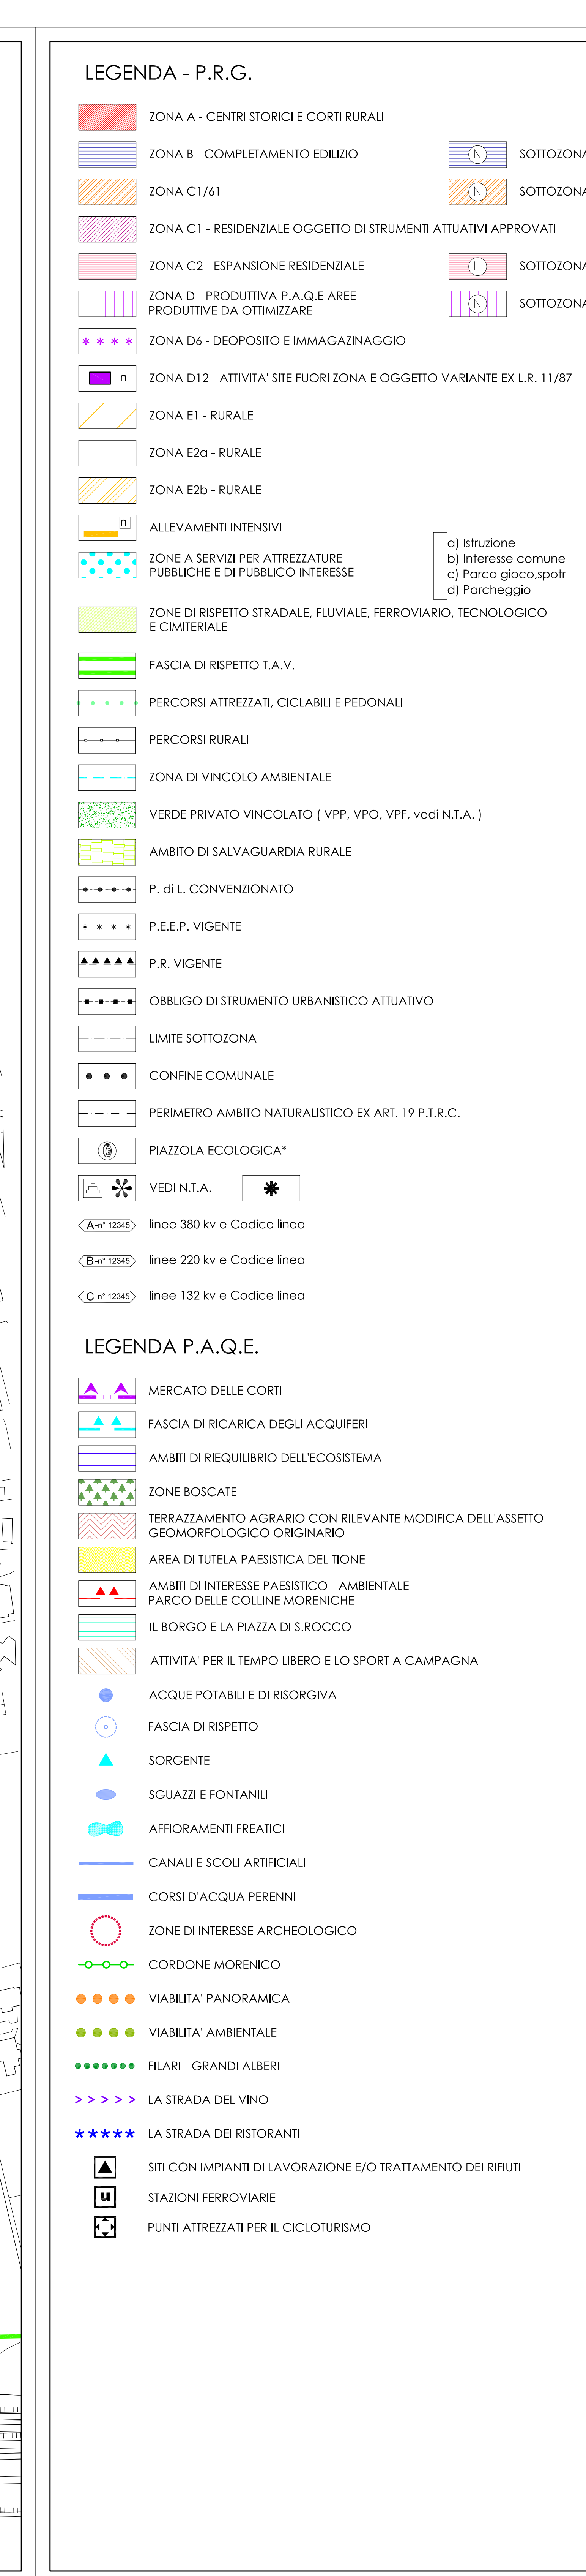 LEGENDA - P.R.G.
ZONA A - CENTRI STORICI E CORTI RURALI
ZONA B - COMPLETAMENTO EDILIZIO
N SOTTOZONA
ZONA C1/61
N SOTTOZONA
ZONA C1 - RESIDENZIALE OGGETTO DI STRUMENTI ATTUATIVI APPROVATI
ZONA C2 - ESPANSIONE RESIDENZIALE
L SOTTOZONA
ZONA D - PRODUTTIVA-P.A.Q.E AREE
PRODUTTIVE DA OTTIMIZZARE
N SOTTOZONA
ZONA D6 - DEOPOSITO E IMMAGAZINAGGIO
n ZONA D12 - ATTIVITA' SITE FUORI ZONA E OGGETTO VARIANTE EX L.R. 11/87
ZONA E1 - RURALE
ZONA E2a - RURALE
ZONA E2b - RURALE
n ALLEVAMENTI INTENSIVI
ZONE A SERVIZI PER ATTREZZATURE
PUBBLICHE E DI PUBBLICO INTERESSE
a) Istruzione
b) Interesse comune
c) Parco gioco,spotr
d) Parcheggio
ZONE DI RISPETTO STRADALE, FLUVIALE, FERROVIARIO, TECNOLOGICO
E CIMITERIALE
FASCIA DI RISPETTO T.A.V.
PERCORSI ATTREZZATI, CICLABILI E PEDONALI
PERCORSI RURALI
ZONA DI VINCOLO AMBIENTALE
VERDE PRIVATO VINCOLATO ( VPP, VPO, VPF, vedi N.T.A. )
AMBITO DI SALVAGUARDIA RURALE
P. di L. CONVENZIONATO
P.E.E.P. VIGENTE
P.R. VIGENTE
OBBLIGO DI STRUMENTO URBANISTICO ATTUATIVO
LIMITE SOTTOZONA
CONFINE COMUNALE
PERIMETRO AMBITO NATURALISTICO EX ART. 19 P.T.R.C.
PIAZZOLA ECOLOGICA*
VEDI N.T.A.
A-n° 12345 linee 380 kv e Codice linea
B-n° 12345 linee 220 kv e Codice linea
C-n° 12345 linee 132 kv e Codice linea
LEGENDA P.A.Q.E.
MERCATO DELLE CORTI
FASCIA DI RICARICA DEGLI ACQUIFERI
AMBITI DI RIEQUILIBRIO DELL'ECOSISTEMA
ZONE BOSCATE
TERRAZZAMENTO AGRARIO CON RILEVANTE MODIFICA DELL'ASSETTO
GEOMORFOLOGICO ORIGINARIO
AREA DI TUTELA PAESISTICA DEL TIONE
AMBITI DI INTERESSE PAESISTICO - AMBIENTALE
PARCO DELLE COLLINE MORENICHE
IL BORGO E LA PIAZZA DI S.ROCCO
ATTIVITA' PER IL TEMPO LIBERO E LO SPORT A CAMPAGNA
ACQUE POTABILI E DI RISORGIVA
FASCIA DI RISPETTO
SORGENTE
SGUAZZI E FONTANILI
AFFIORAMENTI FREATICI
CANALI E SCOLI ARTIFICIALI
CORSI D'ACQUA PERENNI
ZONE DI INTERESSE ARCHEOLOGICO
CORDONE MORENICO
VIABILITA' PANORAMICA
VIABILITA' AMBIENTALE
FILARI - GRANDI ALBERI
LA STRADA DEL VINO
LA STRADA DEI RISTORANTI
SITI CON IMPIANTI DI LAVORAZIONE E/O TRATTAMENTO DEI RIFIUTI
u STAZIONI FERROVIARIE
PUNTI ATTREZZATI PER IL CICLOTURISMO